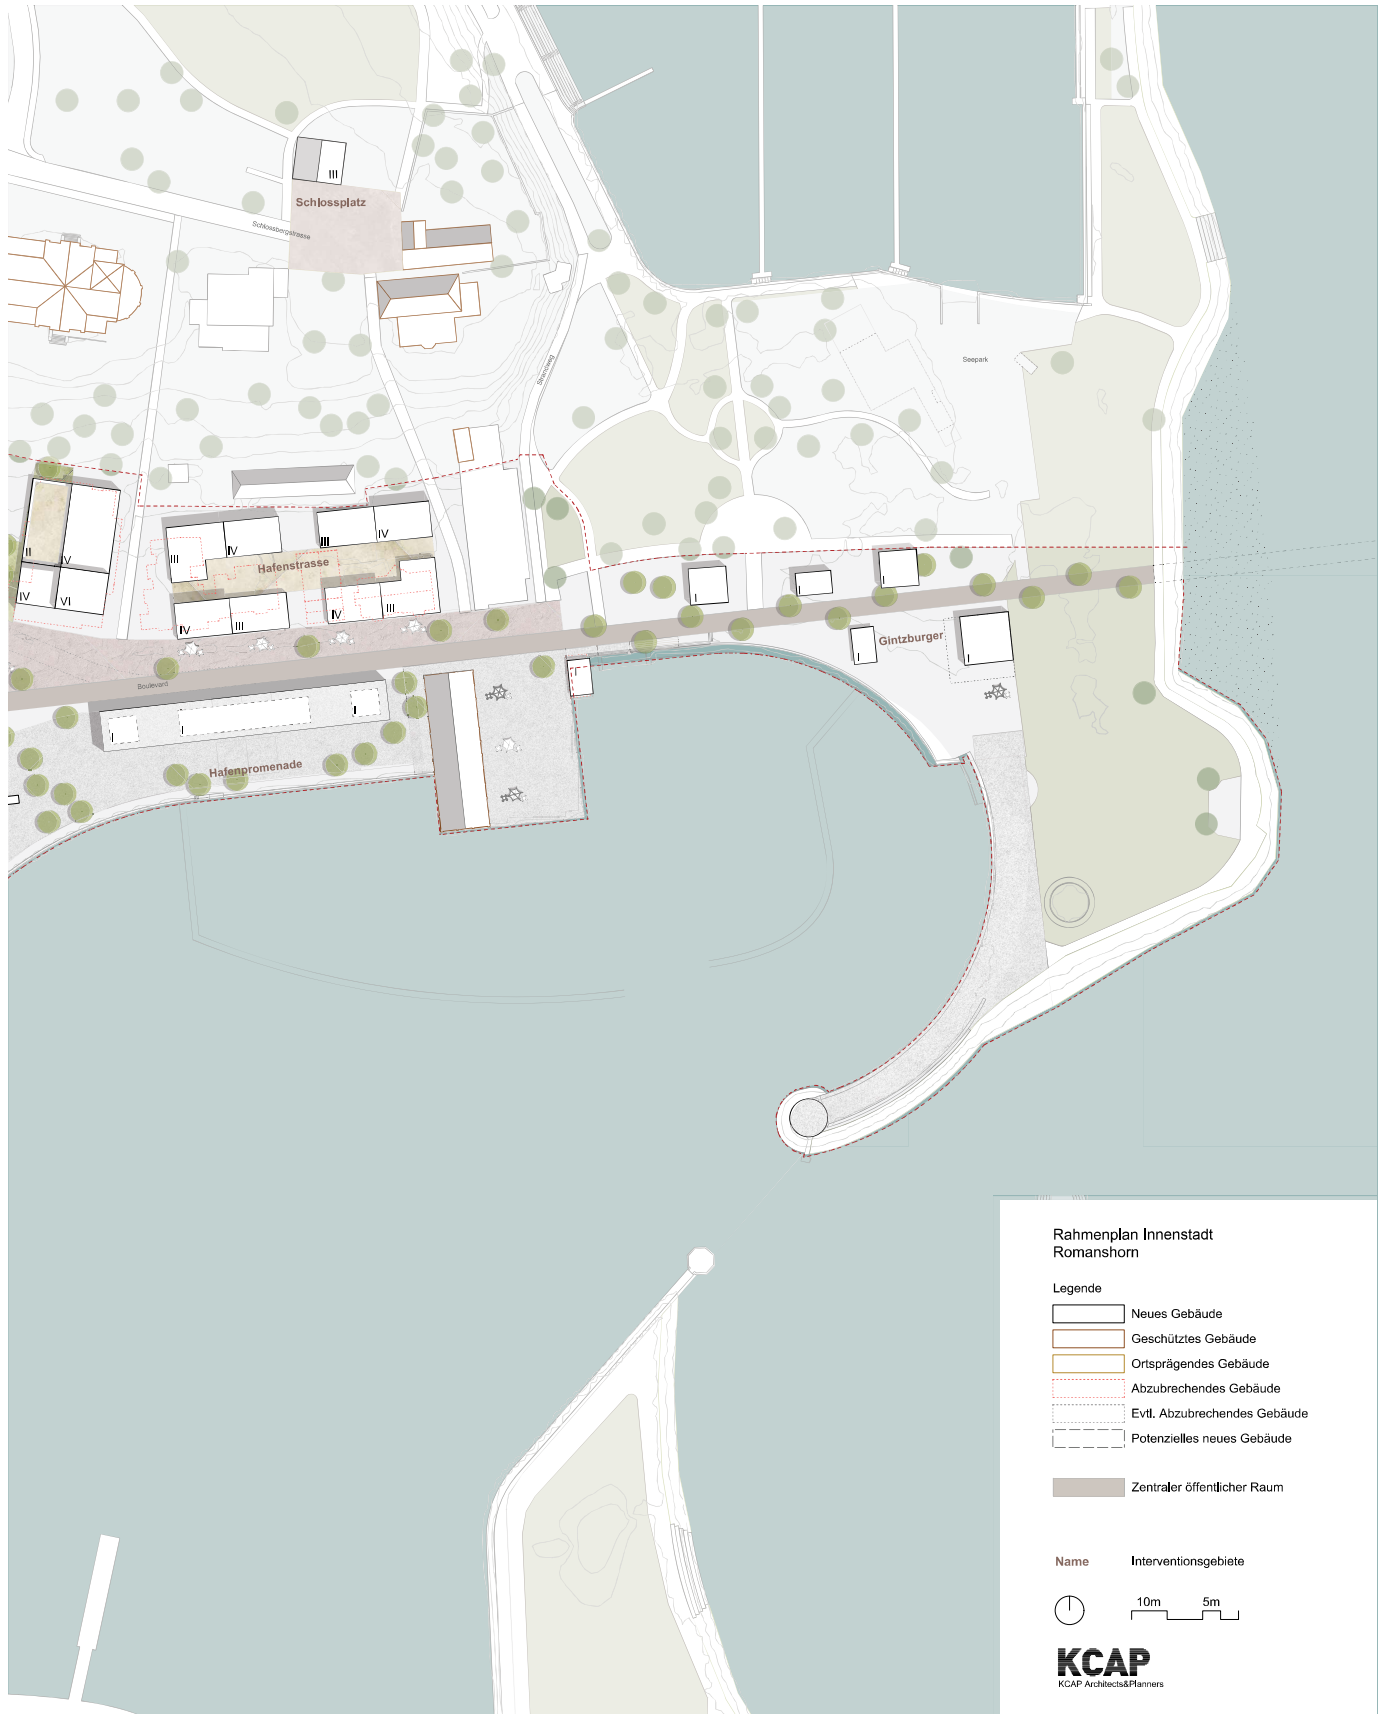 III
Schlossplatz
Schlossbergstrasse
Strandweg
Seepark
II
IV
IV
VI
III
IV
III
IV
Hafenstrasse
IV
III
IV
III
I
I
I
Gintzburger
I
I
I
Boulevard
I
I
I
Hafenpromenade
Rahmenplan Innenstadt
Romanshorn
Legende
Neues Gebäude
Geschütztes Gebäude
Ortsprägendes Gebäude
Abzubrechendes Gebäude
Evtl. Abzubrechendes Gebäude
Potenzielles neues Gebäude
Zentraler öffentlicher Raum
Name Interventionsgebiete
10m 5m
KCAP
KCAP Architects&Planners